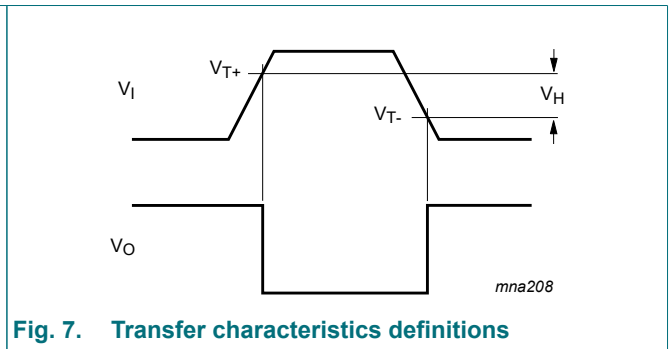 VT+
VI
VH
VT-
VO
mna208
Fig. 7. Transfer characteristics definitions